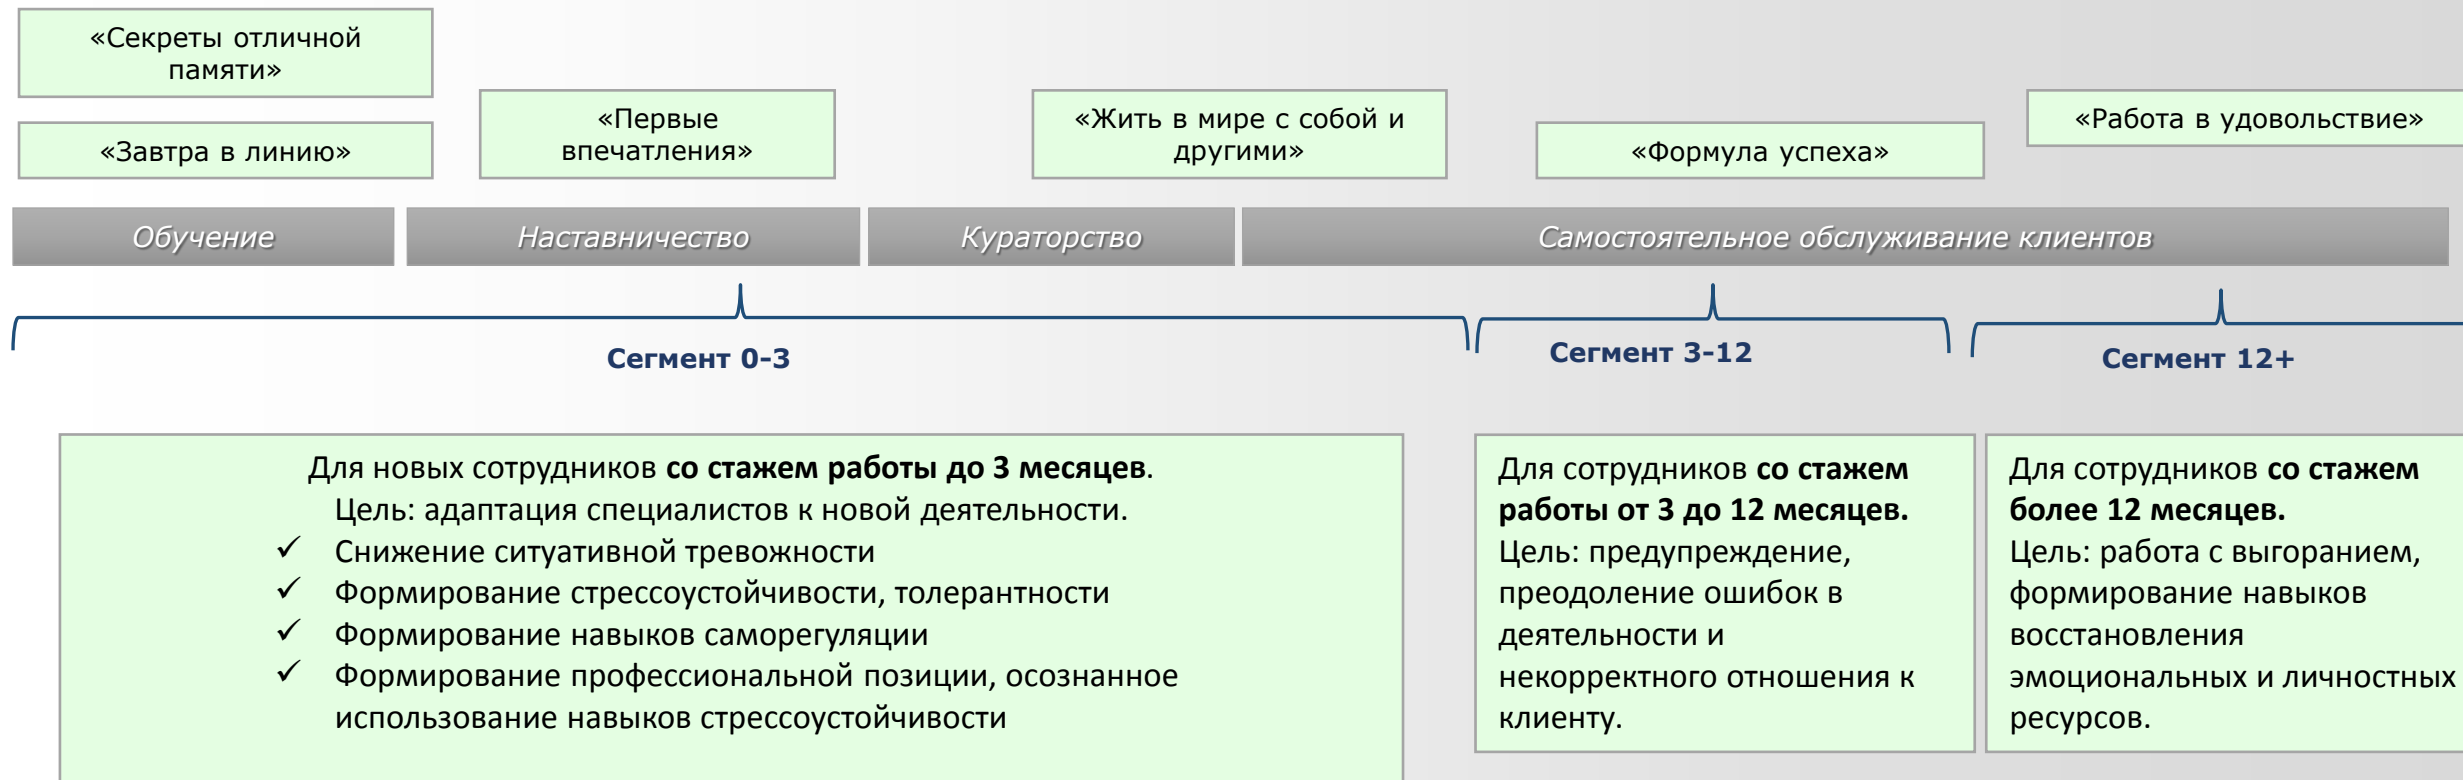 «Секреты отличной
памяти»
«Завтра в линию»
«Первые
впечатления»
«Жить в мире с собой и
другими»
«Формула успеха»
«Работа в удовольствие»
Обучение
Наставничество
Кураторство
Самостоятельное обслуживание клиентов
Сегмент 0-3
Сегмент 3-12
Сегмент 12+
Для новых сотрудников со стажем работы до 3 месяцев.
Цель: адаптация специалистов к новой деятельности.
✓ Снижение ситуативной тревожности
✓ Формирование стрессоустойчивости, толерантности
✓ Формирование навыков саморегуляции
✓ Формирование профессиональной позиции, осознанное
использование навыков стрессоустойчивости
Для сотрудников со стажем
работы от 3 до 12 месяцев.
Цель: предупреждение,
преодоление ошибок в
деятельности и
некорректного отношения к
клиенту.
Для сотрудников со стажем
более 12 месяцев.
Цель: работа с выгоранием,
формирование навыков
восстановления
эмоциональных и личностных
ресурсов.